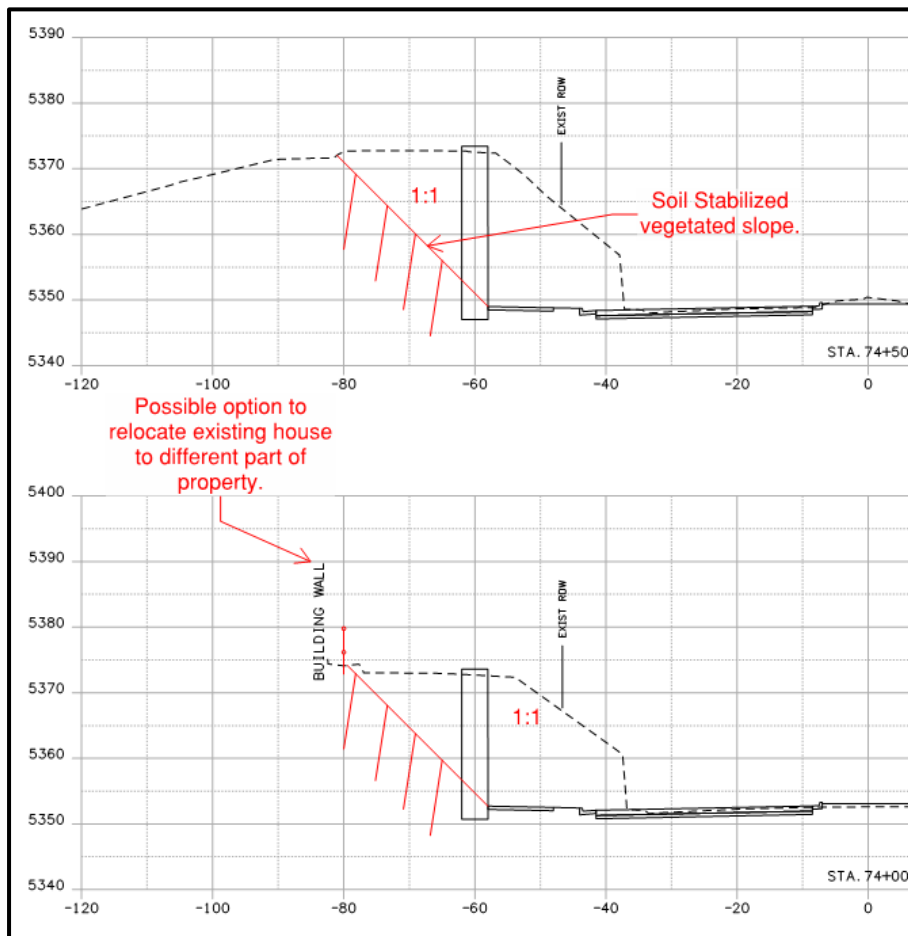 5390
5380
EXIST ROW
5370
1:1
Soil Stabilized
vegetated slope.
5360
5350
STA. 74+50
5340
-120
-100
-80
-60
-40
-20
0
Possible option to
relocate existing house
to different part of
property.
5400
5390
BUILDING WALL
EXIST ROW
5380
5370
1:1
5360
5350
STA. 74+00
5340
-120
-100
-80
-60
-40
-20
0